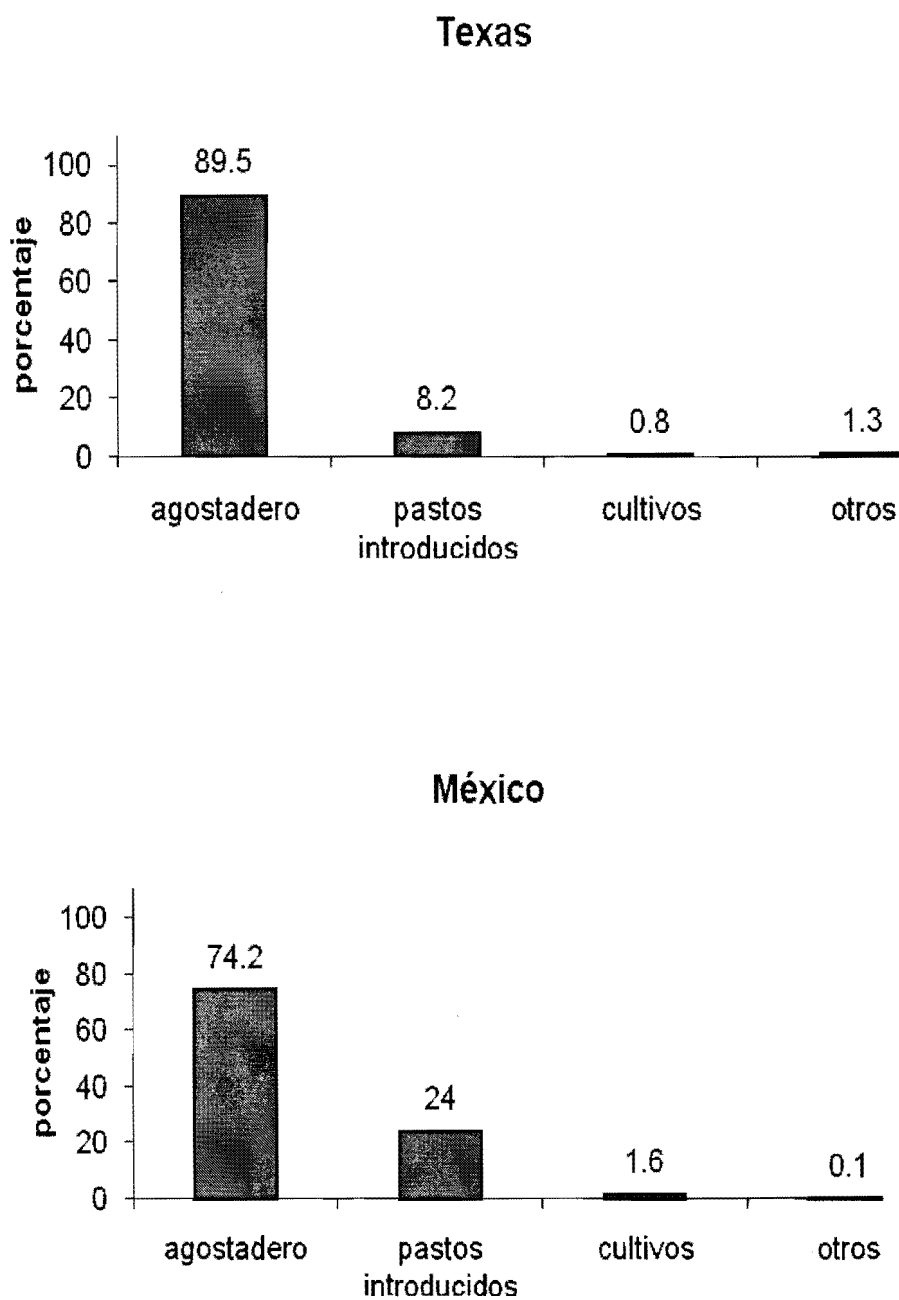 Texas
porcentaje
100
80
60
40
20
0
89.5
8.2
0.8
1.3
agostadero
pastos
introducidos
cultivos
otros
México
porcentaje
100
80
60
40
20
0
74.2
24
1.6
0.1
agostadero
pastos
introducidos
cultivos
otros